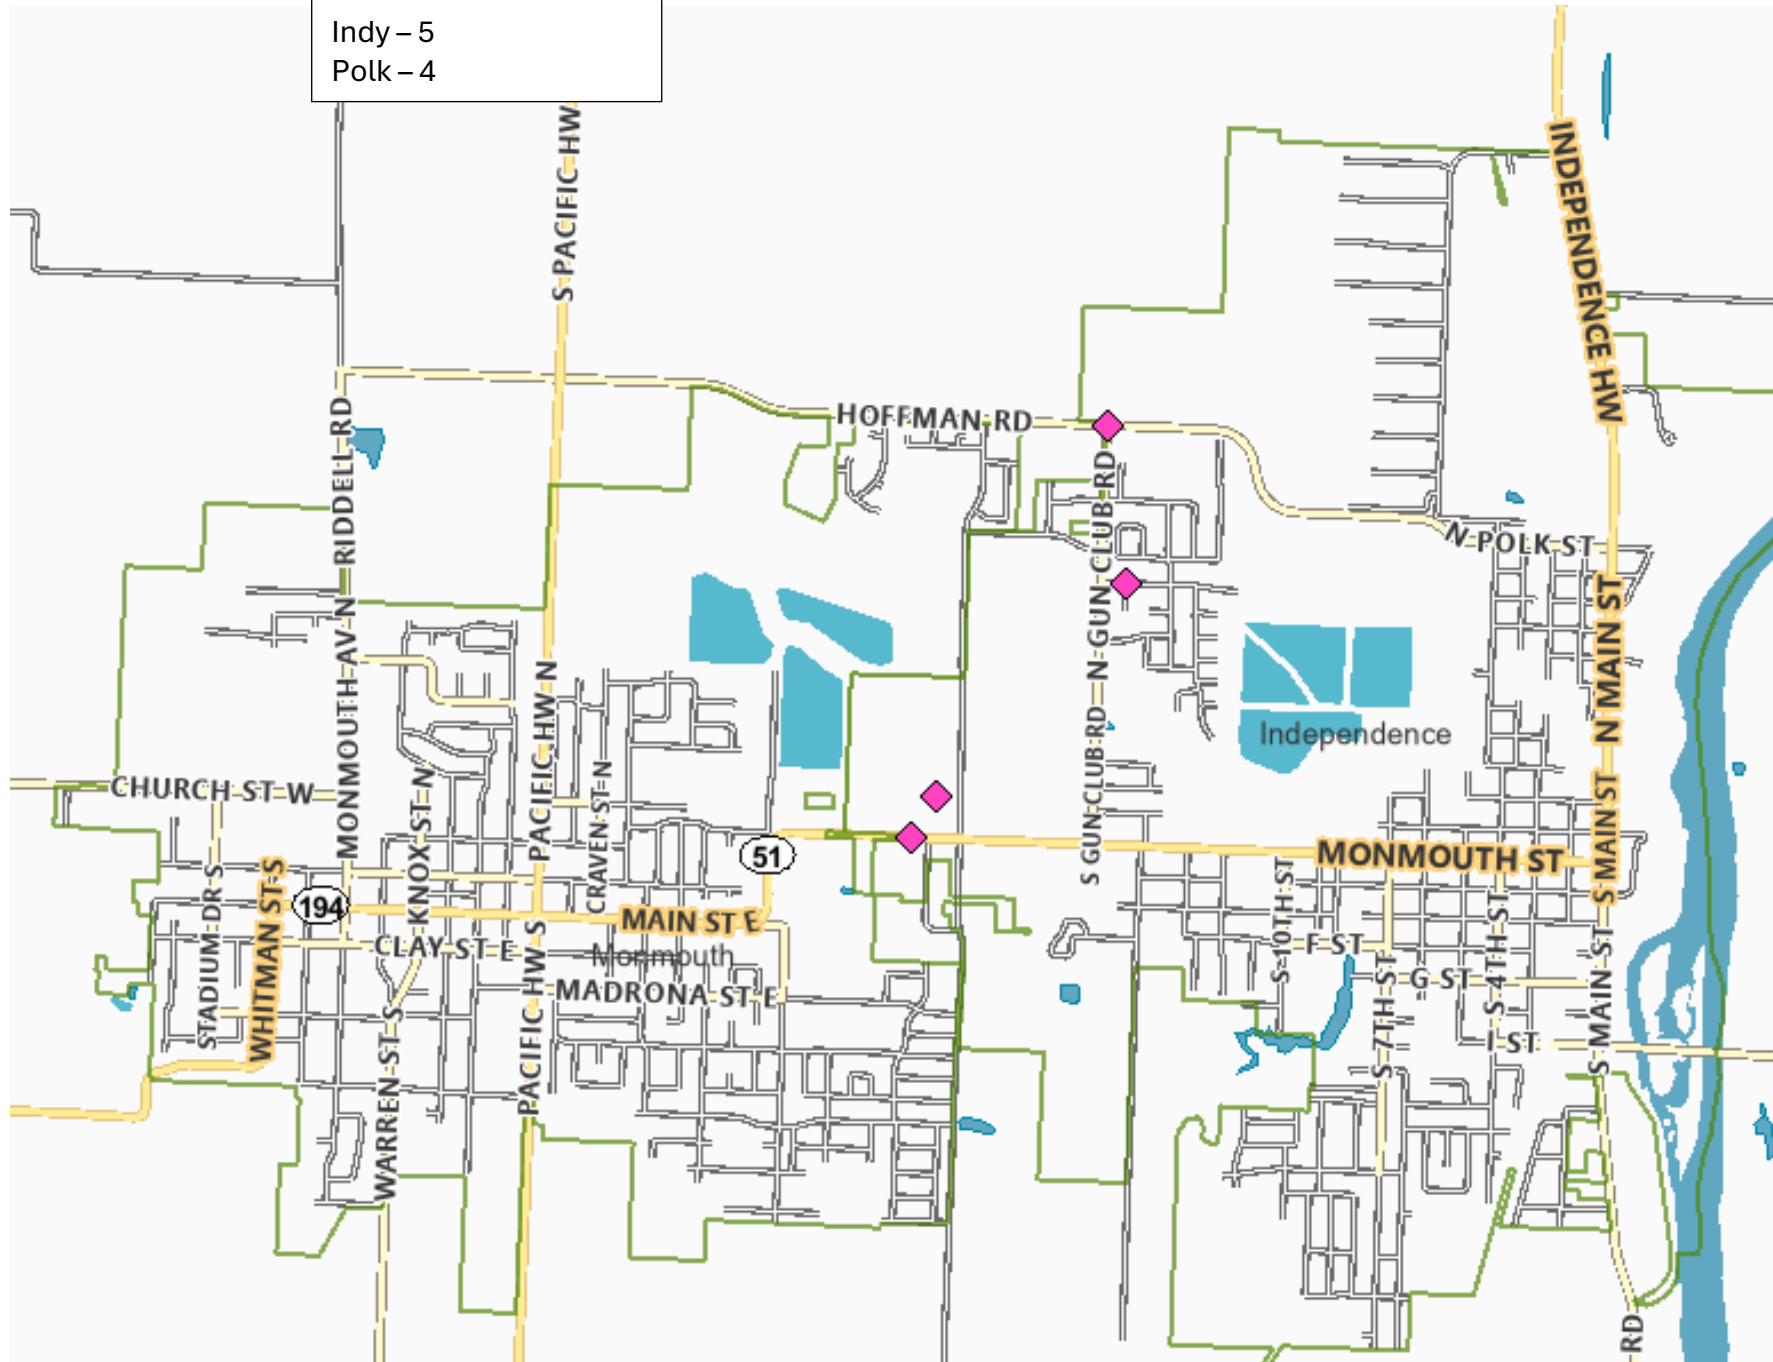 Indy – 5
Polk – 4
S PACIFIC HW
INDEPENDENCE HW
HOFFMAN RD
N RIDDELL RD
N GUN CLUB RD
N POLK ST
MONMOUTH AV N
PACIFIC HW N
N MAIN ST
Independence
CHURCH ST W
KNOX ST N
CRAVEN ST N
S GUN CLUB RD
S MAIN ST
51
MONMOUTH ST
STADIUM DR S
WHITMAN ST S
194
MAIN ST E
S 10TH ST
S 4TH ST
CLAY ST E
Monmouth
F ST
G ST
MADRONA ST E
PACIFIC HW S
WARREN ST S
S 7TH ST
I ST
S MAIN ST
RD